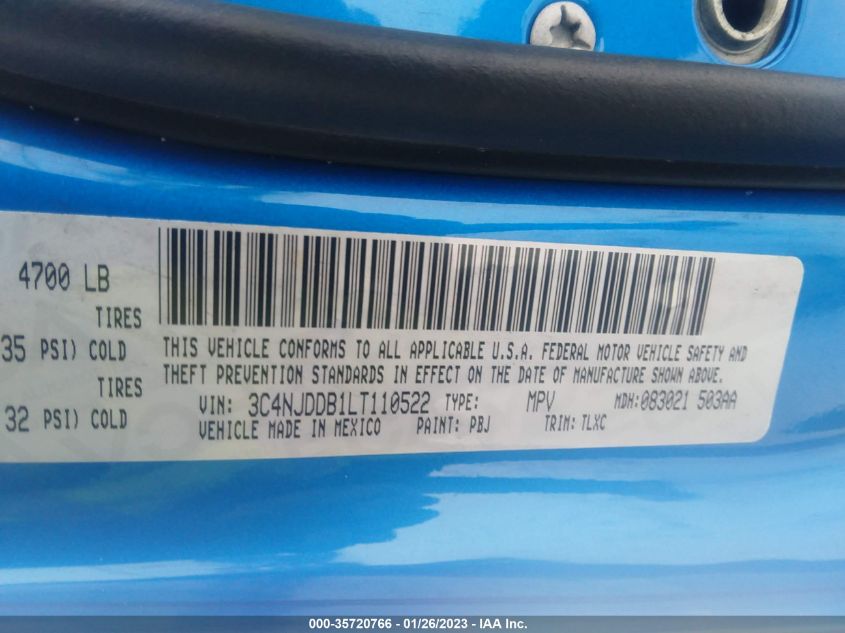 4700 LB
TIRES
35 PSI) COLD
TIRES
32 PSI) COLD
THIS VEHICLE CONFORMS TO ALL APPLICABLE U.S.A. FEDERAL MOTOR VEHICLE SAFETY AND
THEFT PREVENTION STANDARDS IN EFFECT ON THE DATE OF MANUFACTURE SHOWN ABOVE.
VIN: 3C4NJDDB1LT110522 TYPE: MPV MDH:083021 503AA
VEHICLE MADE IN MEXICO PAINT: PBJ TRIM: TLXC
000-35720766 - 01/26/2023 - IAA Inc.